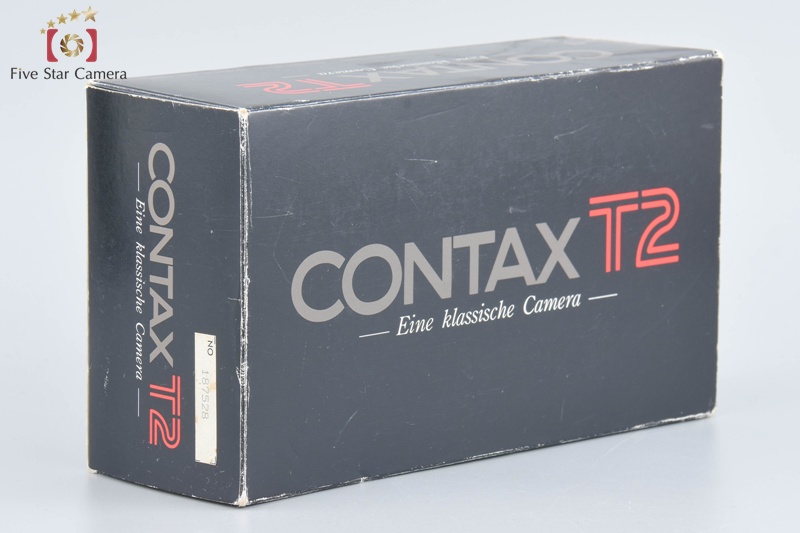 Five Star Camera
CONTAX T2
CONTAX T2
— Eine klassische Camera —
CONTAX T2
— Eine klassische Camera —
NO 187528